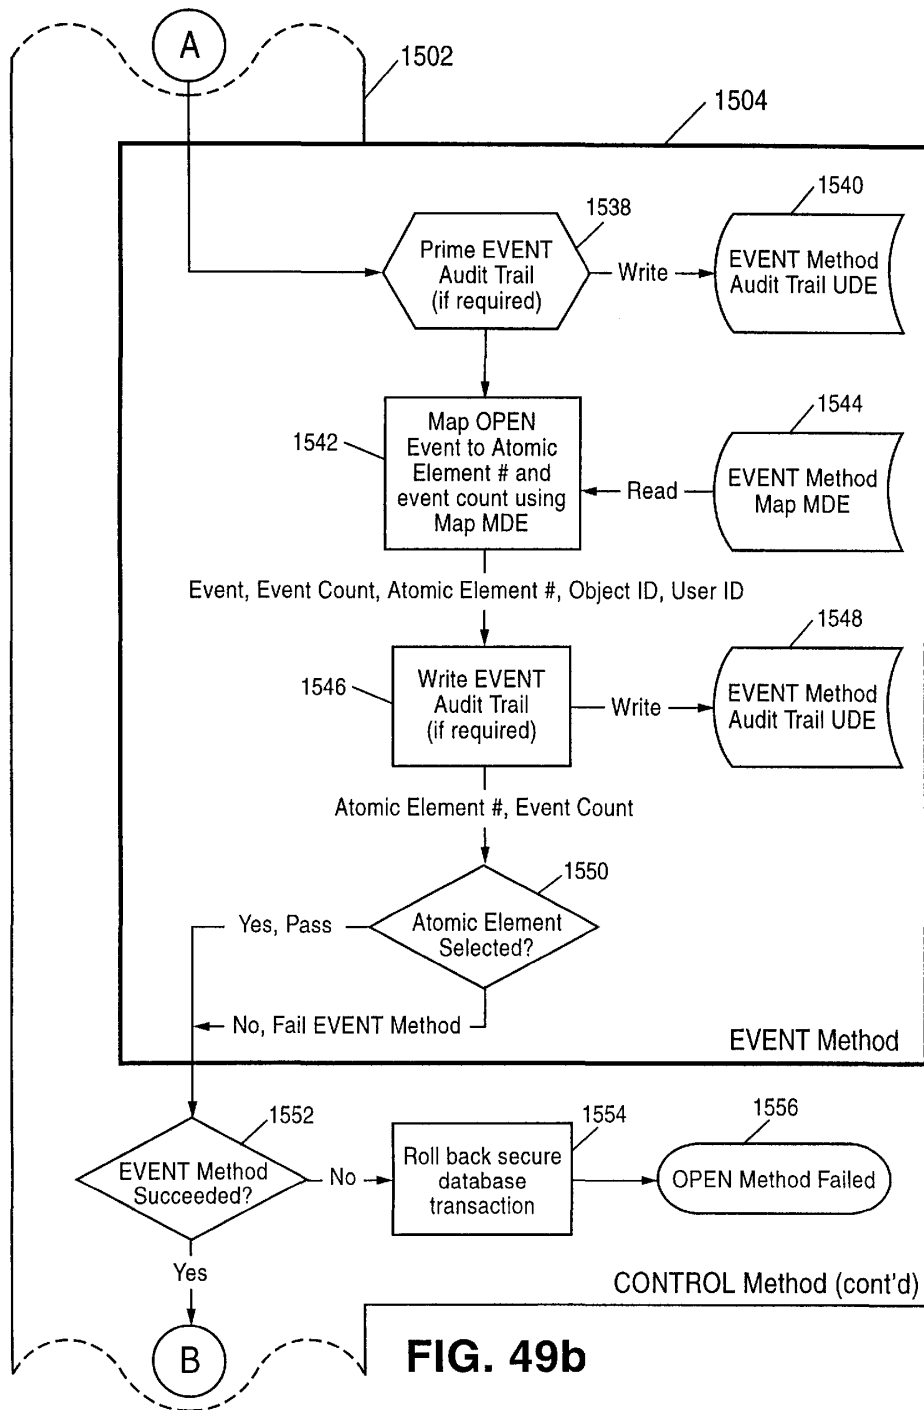 A
1502
1504
1538
Prime EVENT
Audit Trail
(if required)
Write
1540
EVENT Method
Audit Trail UDE
1542
Map OPEN
Event to Atomic
Element # and
event count using
Map MDE
Read
1544
EVENT Method
Map MDE
Event, Event Count, Atomic Element #, Object ID, User ID
1546
Write EVENT
Audit Trail
(if required)
Write
1548
EVENT Method
Audit Trail UDE
Atomic Element #, Event Count
1550
Atomic Element
Selected?
Yes, Pass
No, Fail EVENT Method
EVENT Method
1552
EVENT Method
Succeeded?
No
1554
Roll back secure
database
transaction
1556
OPEN Method Failed
Yes
CONTROL Method (cont'd)
B
FIG. 49b